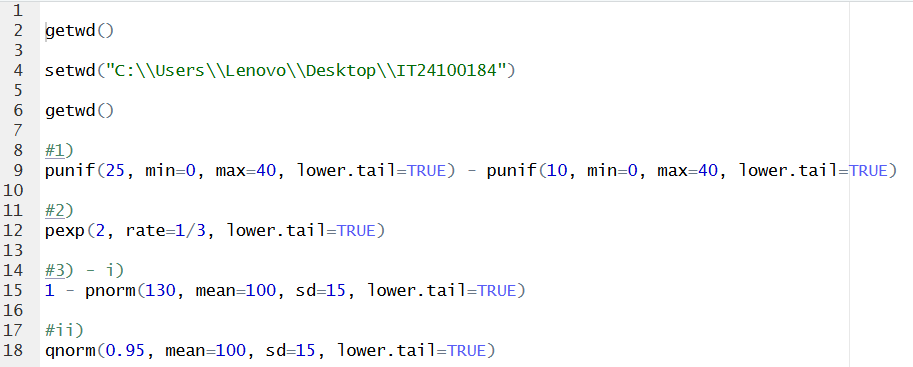 1
2 getwd()
3
4 setwd("C:\\Users\\Lenovo\\Desktop\\IT24100184")
5
6 getwd()
7
8 #1)
9 punif(25, min=0, max=40, lower.tail=TRUE) - punif(10, min=0, max=40, lower.tail=TRUE)
10
11 #2)
12 pexp(2, rate=1/3, lower.tail=TRUE)
13
14 #3) - i)
15 1 - pnorm(130, mean=100, sd=15, lower.tail=TRUE)
16
17 #ii)
18 qnorm(0.95, mean=100, sd=15, lower.tail=TRUE)